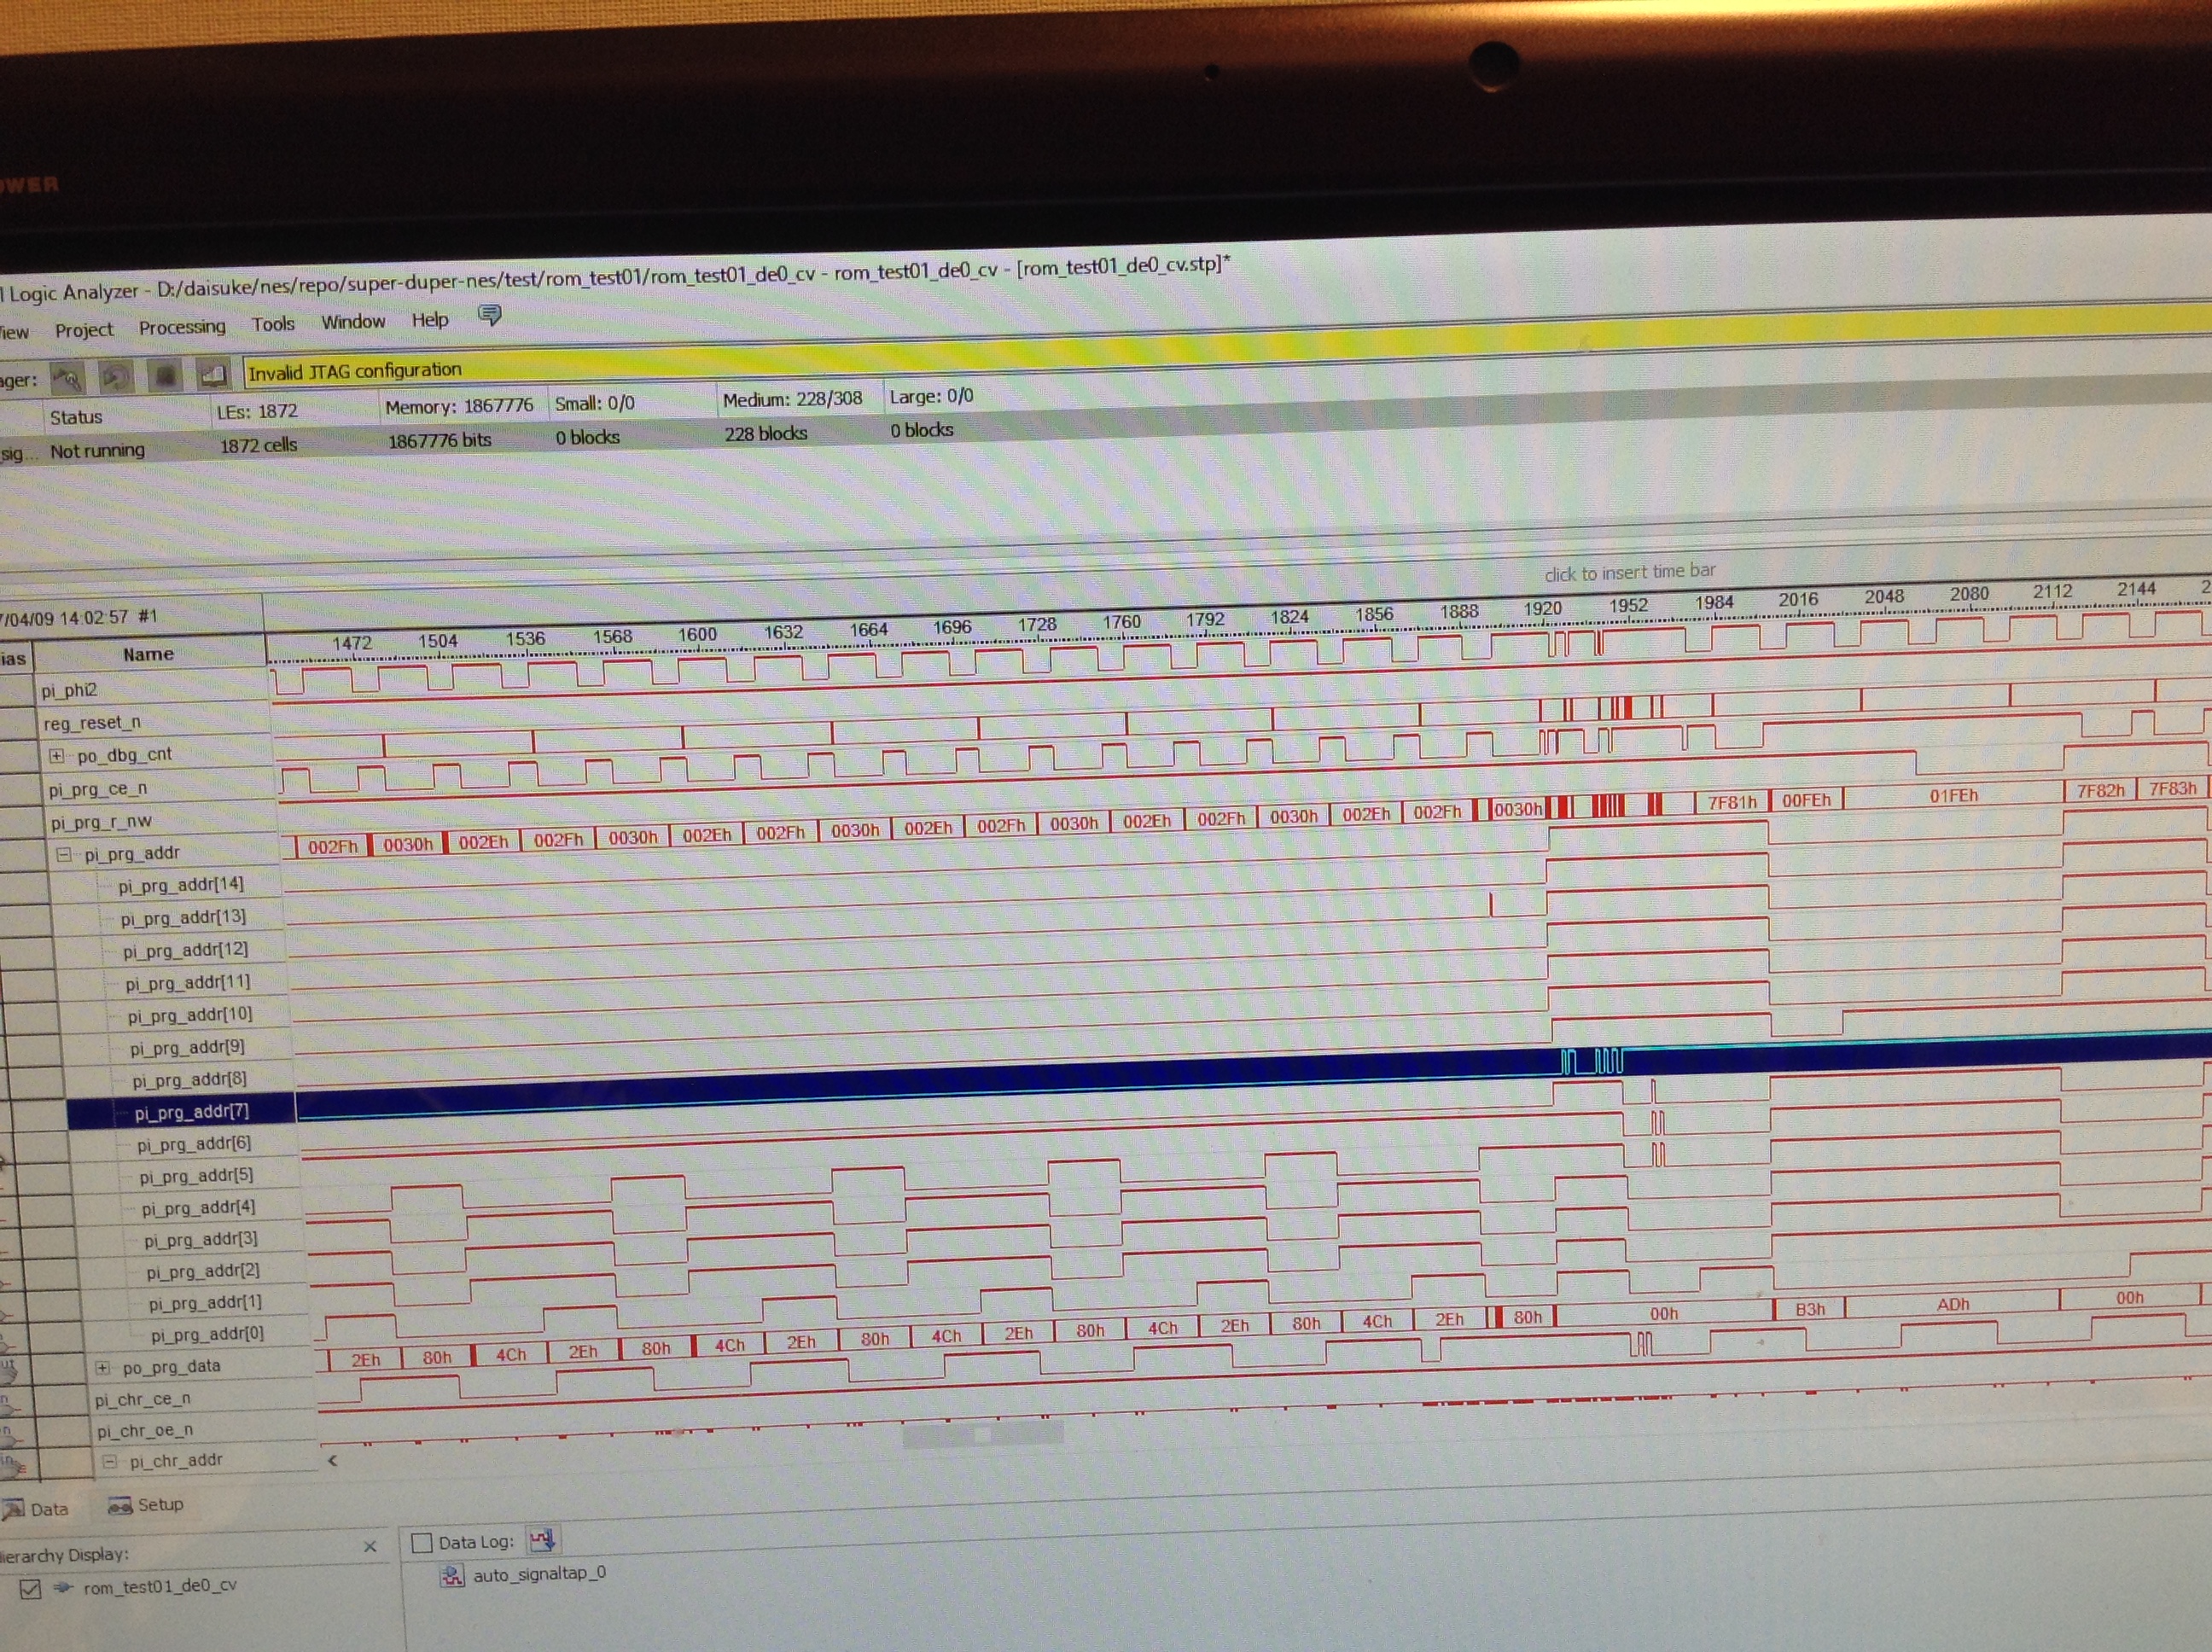 OWER
l Logic Analyzer - D:/daisuke/nes/repo/super-duper-nes/test/rom_test01/rom_test01_de0_cv - rom_test01_de0_cv - [rom_test01_de0_cv.stp]*
iew Project Processing Tools Window Help
ager: Invalid JTAG configuration
Status LEs: 1872 Memory: 1867776 Small: 0/0 Medium: 228/308 Large: 0/0
sig... Not running 1872 cells 1867776 bits 0 blocks 228 blocks 0 blocks
click to insert time bar
7/04/09 14:02:57 #1
ias Name 1472 1504 1536 1568 1600 1632 1664 1696 1728 1760 1792 1824 1856 1888 1920 1952 1984 2016 2048 2080 2112 2144 2
pi_phi2
reg_reset_n
po_dbg_cnt
pi_prg_ce_n
pi_prg_r_nw
pi_prg_addr 002Fh 0030h 002Eh 002Fh 0030h 002Eh 002Fh 0030h 002Eh 002Fh 0030h 002Eh 002Fh 0030h 002Eh 002Fh 0030h 7F81h 00FEh 01FEh 7F82h 7F83h
pi_prg_addr[14]
pi_prg_addr[13]
pi_prg_addr[12]
pi_prg_addr[11]
pi_prg_addr[10]
pi_prg_addr[9]
pi_prg_addr[8]
pi_prg_addr[7]
pi_prg_addr[6]
pi_prg_addr[5]
pi_prg_addr[4]
pi_prg_addr[3]
pi_prg_addr[2]
pi_prg_addr[1]
pi_prg_addr[0]
po_prg_data 2Eh 80h 4Ch 2Eh 80h 4Ch 2Eh 80h 4Ch 2Eh 80h 4Ch 2Eh 80h 4Ch 2Eh 80h 00h B3h ADh 00h
pi_chr_ce_n
pi_chr_oe_n
pi_chr_addr
Data Setup
ierarchy Display: Data Log:
rom_test01_de0_cv auto_signaltap_0